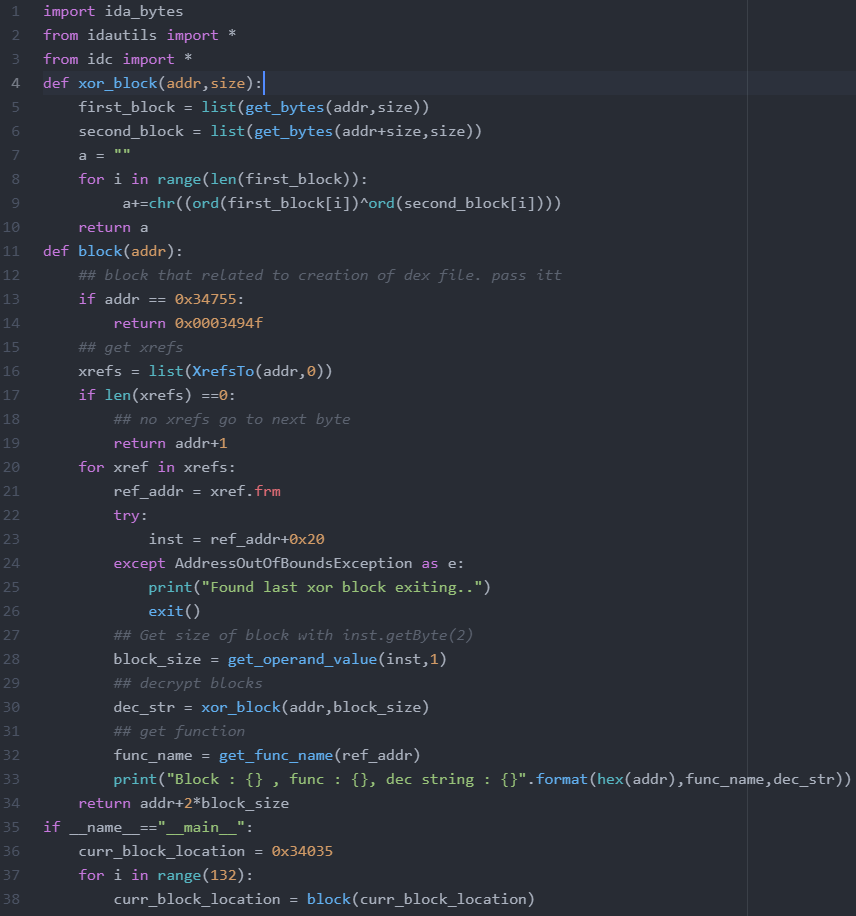 1 import ida_bytes
2 from idautils import *
3 from idc import *
4 def xor_block(addr,size):
5     first_block = list(get_bytes(addr,size))
6     second_block = list(get_bytes(addr+size,size))
7     a = ""
8     for i in range(len(first_block)):
9          a+=chr((ord(first_block[i])^ord(second_block[i])))
10     return a
11 def block(addr):
12     ## block that related to creation of dex file. pass itt
13     if addr == 0x34755:
14         return 0x0003494f
15     ## get xrefs
16     xrefs = list(XrefsTo(addr,0))
17     if len(xrefs) ==0:
18         ## no xrefs go to next byte
19         return addr+1
20     for xref in xrefs:
21         ref_addr = xref.frm
22         try:
23             inst = ref_addr+0x20
24         except AddressOutOfBoundsException as e:
25             print("Found last xor block exiting..")
26             exit()
27         ## Get size of block with inst.getByte(2)
28         block_size = get_operand_value(inst,1)
29         ## decrypt blocks
30         dec_str = xor_block(addr,block_size)
31         ## get function
32         func_name = get_func_name(ref_addr)
33         print("Block : {} , func : {}, dec string : {}".format(hex(addr),func_name,dec_str))
34     return addr+2*block_size
35 if __name__=="__main__":
36     curr_block_location = 0x34035
37     for i in range(132):
38         curr_block_location = block(curr_block_location)